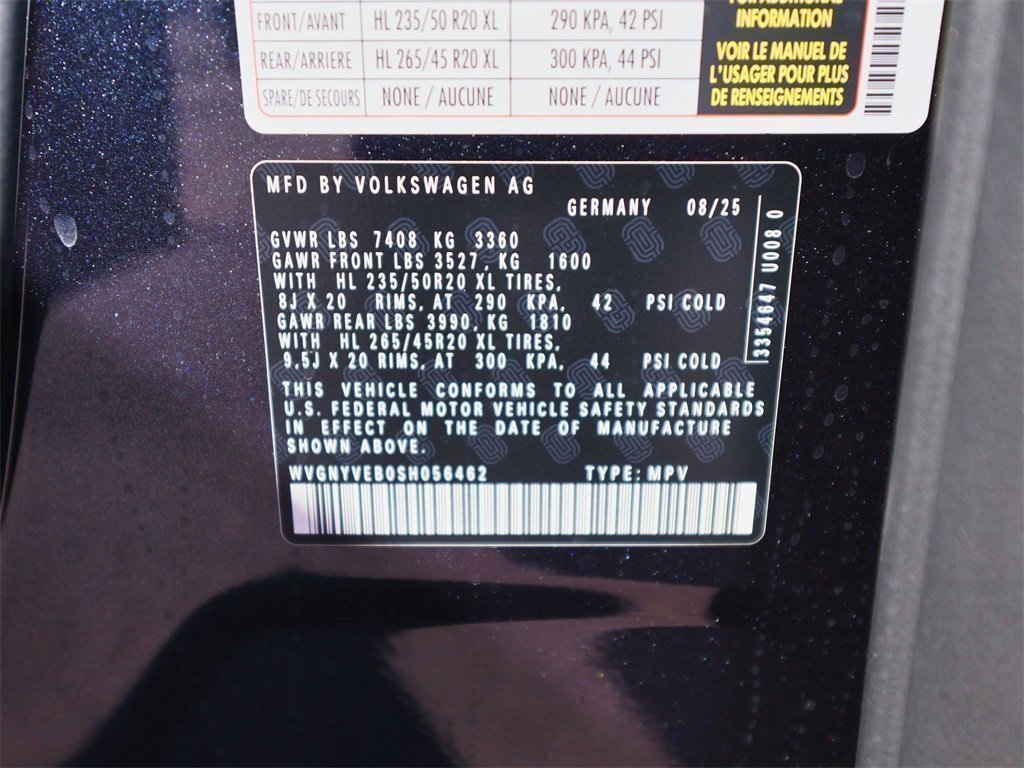 FRONT/AVANT HL 235/50 R20 XL 290 KPA, 42 PSI
REAR/ARRIERE HL 265/45 R20 XL 300 KPA, 44 PSI
SPARE/DE SECOURS NONE / AUCUNE NONE / AUCUNE
INFORMATION
VOIR LE MANUEL DE
L'USAGER POUR PLUS
DE RENSEIGNEMENTS
MFD BY VOLKSWAGEN AG
GERMANY 08/25
GVWR LBS 7408 KG 3360
GAWR FRONT LBS 3527, KG 1600
WITH HL 235/50R20 XL TIRES,
8J X 20 RIMS, AT 290 KPA, 42 PSI COLD
GAWR REAR LBS 3990, KG 1810
WITH HL 265/45R20 XL TIRES,
9,5J X 20 RIMS, AT 300 KPA, 44 PSI COLD
THIS VEHICLE CONFORMS TO ALL APPLICABLE
U.S. FEDERAL MOTOR VEHICLE SAFETY STANDARDS
IN EFFECT ON THE DATE OF MANUFACTURE
SHOWN ABOVE.
WVGNYVEB0SH056462 TYPE: MPV
3354647 U008 0